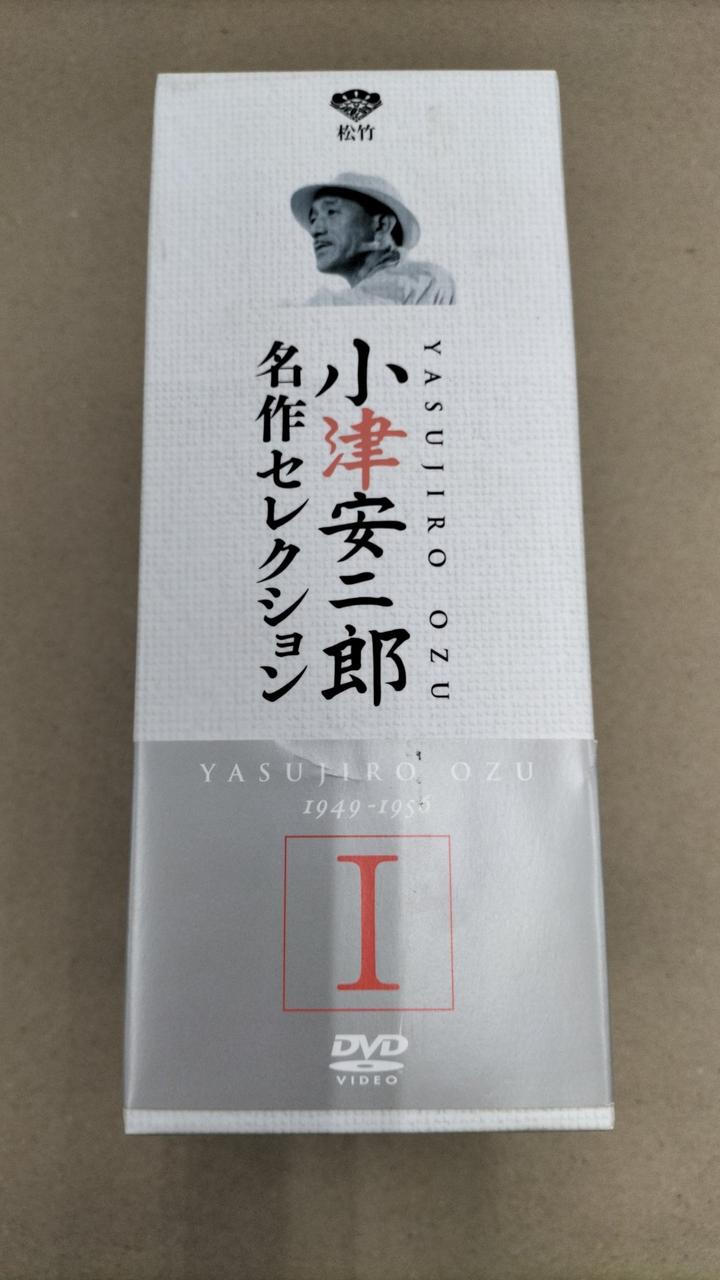 松竹
YASUJIRO OZU
小津安二郎
名作セレクション
YASUJIRO OZU
1949-1956
I
DVD
VIDEO